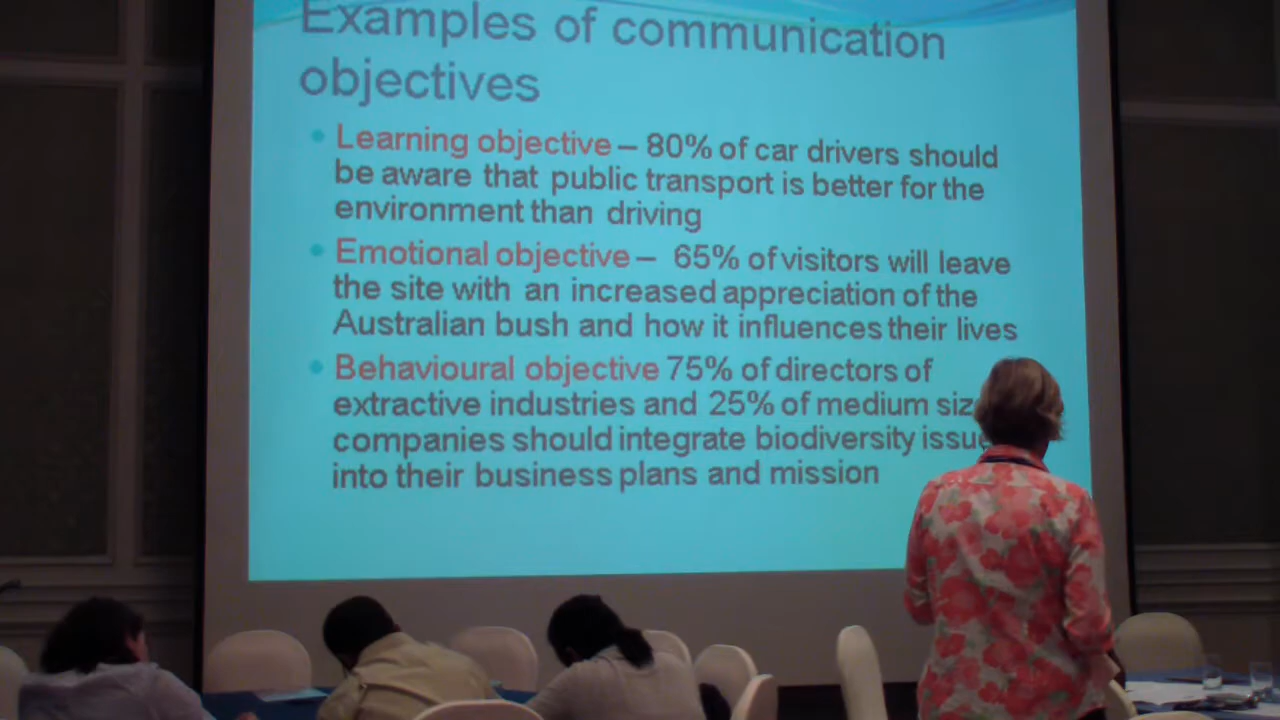 Examples of communication
objectives
Learning objective – 80% of car drivers should
be aware that public transport is better for the
environment than driving
Emotional objective – 65% of visitors will leave
the site with an increased appreciation of the
Australian bush and how it influences their lives
Behavioural objective 75% of directors of
extractive industries and 25% of medium
companies should integrate biodiversity
into their business plans and mission